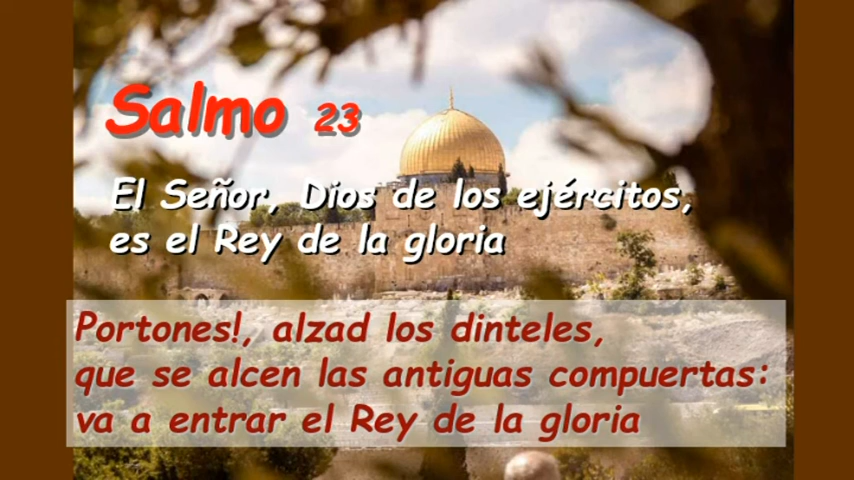 Salmo 23
El Señor, Dios de los ejércitos,
es el Rey de la gloria
Portones!, alzad los dinteles,
que se alcen las antiguas compuertas:
va a entrar el Rey de la gloria